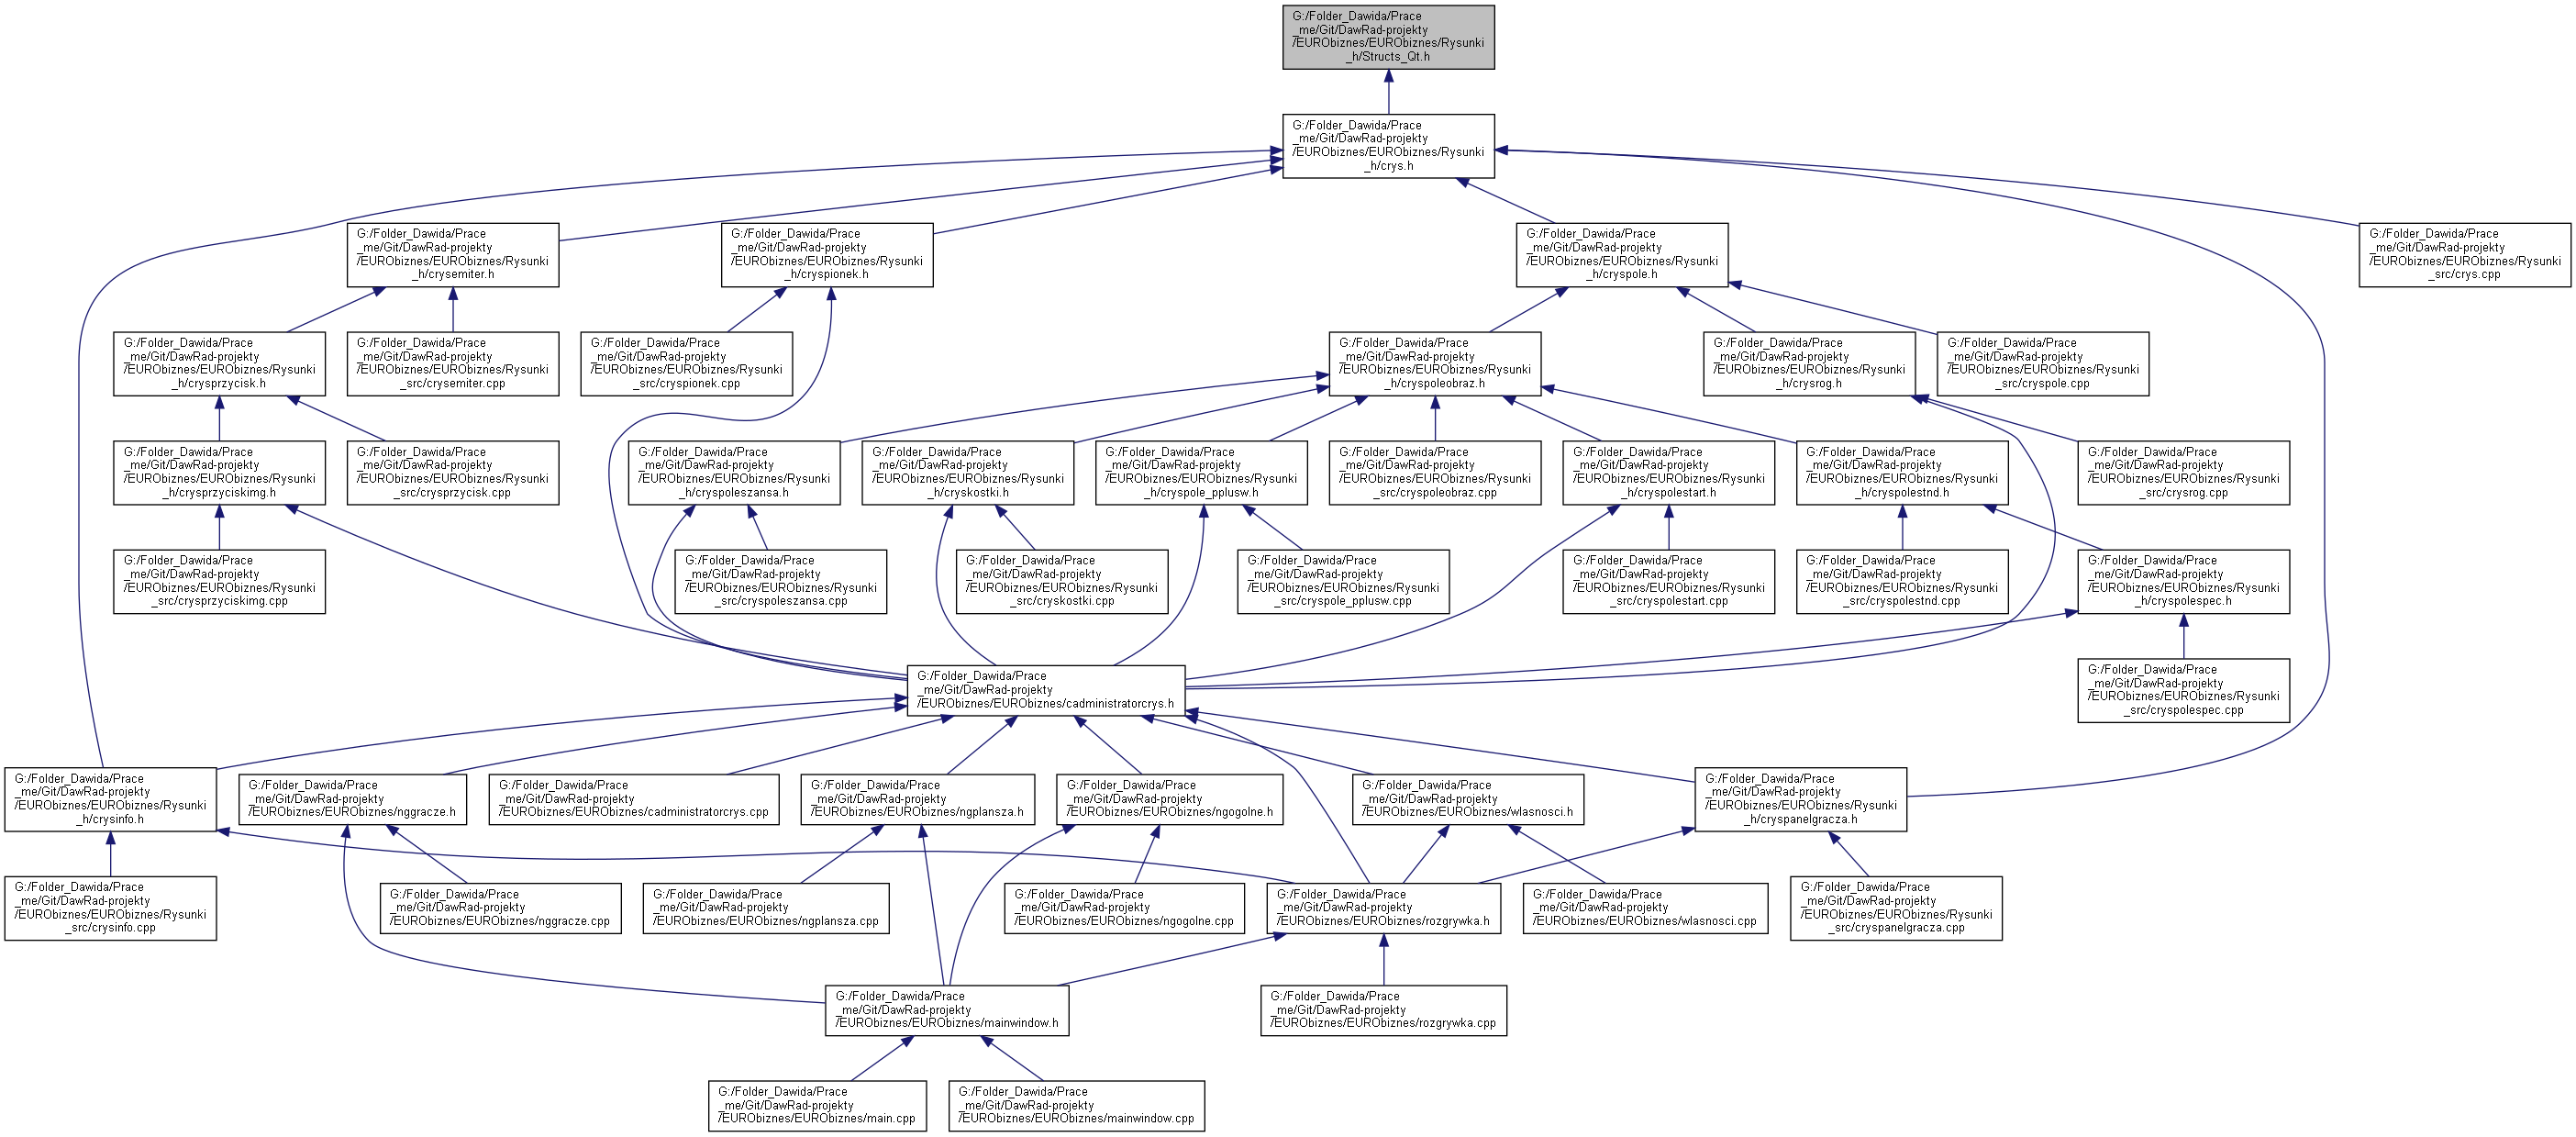 G:/Folder_Dawida/Prace
_me/Git/DawRad-projekty
/EURObiznes/EURObiznes/Rysunki
_h/Structs_Qt.h
G:/Folder_Dawida/Prace
_me/Git/DawRad-projekty
/EURObiznes/EURObiznes/Rysunki
_h/crys.h
G:/Folder_Dawida/Prace
_me/Git/DawRad-projekty
/EURObiznes/EURObiznes/Rysunki
_h/crysemiter.h
G:/Folder_Dawida/Prace
_me/Git/DawRad-projekty
/EURObiznes/EURObiznes/Rysunki
_h/cryspionek.h
G:/Folder_Dawida/Prace
_me/Git/DawRad-projekty
/EURObiznes/EURObiznes/Rysunki
_h/cryspole.h
G:/Folder_Dawida/Prace
_me/Git/DawRad-projekty
/EURObiznes/EURObiznes/Rysunki
_src/crys.cpp
G:/Folder_Dawida/Prace
_me/Git/DawRad-projekty
/EURObiznes/EURObiznes/Rysunki
_h/crysprzycisk.h
G:/Folder_Dawida/Prace
_me/Git/DawRad-projekty
/EURObiznes/EURObiznes/Rysunki
_src/crysemiter.cpp
G:/Folder_Dawida/Prace
_me/Git/DawRad-projekty
/EURObiznes/EURObiznes/Rysunki
_src/cryspionek.cpp
G:/Folder_Dawida/Prace
_me/Git/DawRad-projekty
/EURObiznes/EURObiznes/Rysunki
_h/cryspoleobraz.h
G:/Folder_Dawida/Prace
_me/Git/DawRad-projekty
/EURObiznes/EURObiznes/Rysunki
_h/crysrog.h
G:/Folder_Dawida/Prace
_me/Git/DawRad-projekty
/EURObiznes/EURObiznes/Rysunki
_src/cryspole.cpp
G:/Folder_Dawida/Prace
_me/Git/DawRad-projekty
/EURObiznes/EURObiznes/Rysunki
_h/crysprzyciskimg.h
G:/Folder_Dawida/Prace
_me/Git/DawRad-projekty
/EURObiznes/EURObiznes/Rysunki
_src/crysprzycisk.cpp
G:/Folder_Dawida/Prace
_me/Git/DawRad-projekty
/EURObiznes/EURObiznes/Rysunki
_h/cryspoleszansa.h
G:/Folder_Dawida/Prace
_me/Git/DawRad-projekty
/EURObiznes/EURObiznes/Rysunki
_h/cryskostki.h
G:/Folder_Dawida/Prace
_me/Git/DawRad-projekty
/EURObiznes/EURObiznes/Rysunki
_h/cryspole_pplusw.h
G:/Folder_Dawida/Prace
_me/Git/DawRad-projekty
/EURObiznes/EURObiznes/Rysunki
_src/cryspoleobraz.cpp
G:/Folder_Dawida/Prace
_me/Git/DawRad-projekty
/EURObiznes/EURObiznes/Rysunki
_h/cryspolestart.h
G:/Folder_Dawida/Prace
_me/Git/DawRad-projekty
/EURObiznes/EURObiznes/Rysunki
_h/cryspolestnd.h
G:/Folder_Dawida/Prace
_me/Git/DawRad-projekty
/EURObiznes/EURObiznes/Rysunki
_src/crysrog.cpp
G:/Folder_Dawida/Prace
_me/Git/DawRad-projekty
/EURObiznes/EURObiznes/Rysunki
_src/crysprzyciskimg.cpp
G:/Folder_Dawida/Prace
_me/Git/DawRad-projekty
/EURObiznes/EURObiznes/Rysunki
_src/cryspoleszansa.cpp
G:/Folder_Dawida/Prace
_me/Git/DawRad-projekty
/EURObiznes/EURObiznes/Rysunki
_src/cryskostki.cpp
G:/Folder_Dawida/Prace
_me/Git/DawRad-projekty
/EURObiznes/EURObiznes/Rysunki
_src/cryspole_pplusw.cpp
G:/Folder_Dawida/Prace
_me/Git/DawRad-projekty
/EURObiznes/EURObiznes/Rysunki
_src/cryspolestart.cpp
G:/Folder_Dawida/Prace
_me/Git/DawRad-projekty
/EURObiznes/EURObiznes/Rysunki
_src/cryspolestnd.cpp
G:/Folder_Dawida/Prace
_me/Git/DawRad-projekty
/EURObiznes/EURObiznes/Rysunki
_h/cryspolespec.h
G:/Folder_Dawida/Prace
_me/Git/DawRad-projekty
/EURObiznes/EURObiznes/cadministratorcrys.h
G:/Folder_Dawida/Prace
_me/Git/DawRad-projekty
/EURObiznes/EURObiznes/Rysunki
_src/cryspolespec.cpp
G:/Folder_Dawida/Prace
_me/Git/DawRad-projekty
/EURObiznes/EURObiznes/Rysunki
_h/crysinfo.h
G:/Folder_Dawida/Prace
_me/Git/DawRad-projekty
/EURObiznes/EURObiznes/nggracze.h
G:/Folder_Dawida/Prace
_me/Git/DawRad-projekty
/EURObiznes/EURObiznes/cadministratorcrys.cpp
G:/Folder_Dawida/Prace
_me/Git/DawRad-projekty
/EURObiznes/EURObiznes/ngplansza.h
G:/Folder_Dawida/Prace
_me/Git/DawRad-projekty
/EURObiznes/EURObiznes/ngogolne.h
G:/Folder_Dawida/Prace
_me/Git/DawRad-projekty
/EURObiznes/EURObiznes/wlasnosci.h
G:/Folder_Dawida/Prace
_me/Git/DawRad-projekty
/EURObiznes/EURObiznes/Rysunki
_h/cryspanelgracza.h
G:/Folder_Dawida/Prace
_me/Git/DawRad-projekty
/EURObiznes/EURObiznes/Rysunki
_src/crysinfo.cpp
G:/Folder_Dawida/Prace
_me/Git/DawRad-projekty
/EURObiznes/EURObiznes/nggracze.cpp
G:/Folder_Dawida/Prace
_me/Git/DawRad-projekty
/EURObiznes/EURObiznes/ngplansza.cpp
G:/Folder_Dawida/Prace
_me/Git/DawRad-projekty
/EURObiznes/EURObiznes/ngogolne.cpp
G:/Folder_Dawida/Prace
_me/Git/DawRad-projekty
/EURObiznes/EURObiznes/rozgrywka.h
G:/Folder_Dawida/Prace
_me/Git/DawRad-projekty
/EURObiznes/EURObiznes/wlasnosci.cpp
G:/Folder_Dawida/Prace
_me/Git/DawRad-projekty
/EURObiznes/EURObiznes/Rysunki
_src/cryspanelgracza.cpp
G:/Folder_Dawida/Prace
_me/Git/DawRad-projekty
/EURObiznes/EURObiznes/mainwindow.h
G:/Folder_Dawida/Prace
_me/Git/DawRad-projekty
/EURObiznes/EURObiznes/rozgrywka.cpp
G:/Folder_Dawida/Prace
_me/Git/DawRad-projekty
/EURObiznes/EURObiznes/main.cpp
G:/Folder_Dawida/Prace
_me/Git/DawRad-projekty
/EURObiznes/EURObiznes/mainwindow.cpp